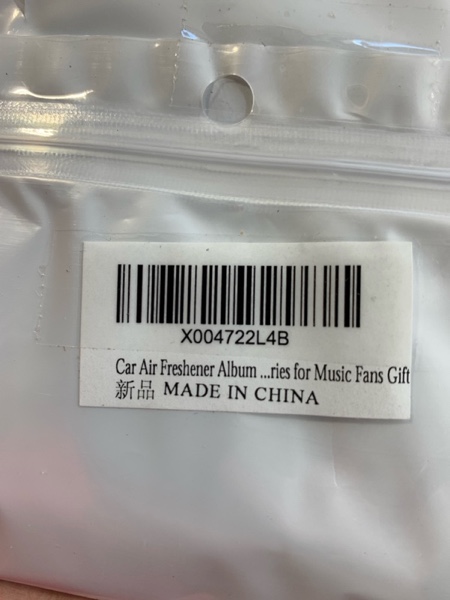 X004722L4B
Car Air Freshener Album ...ries for Music Fans Gift
新品 MADE IN CHINA